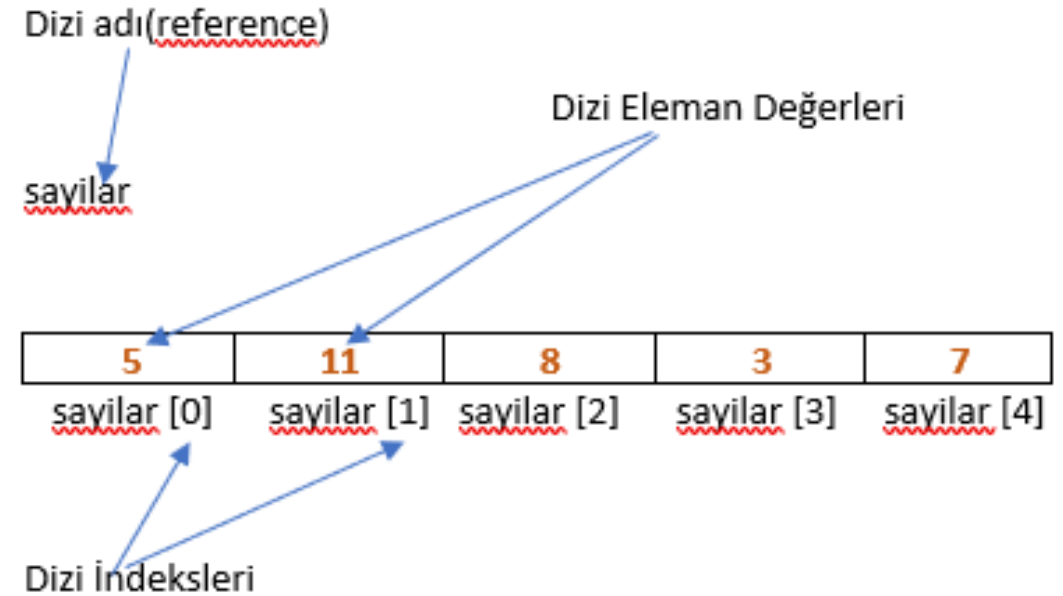 Dizi adı(reference)
Dizi Eleman Değerleri
sayilar
5 11 8 3 7
sayilar [0] sayilar [1] sayilar [2] sayilar [3] sayilar [4]
Dizi İndeksleri